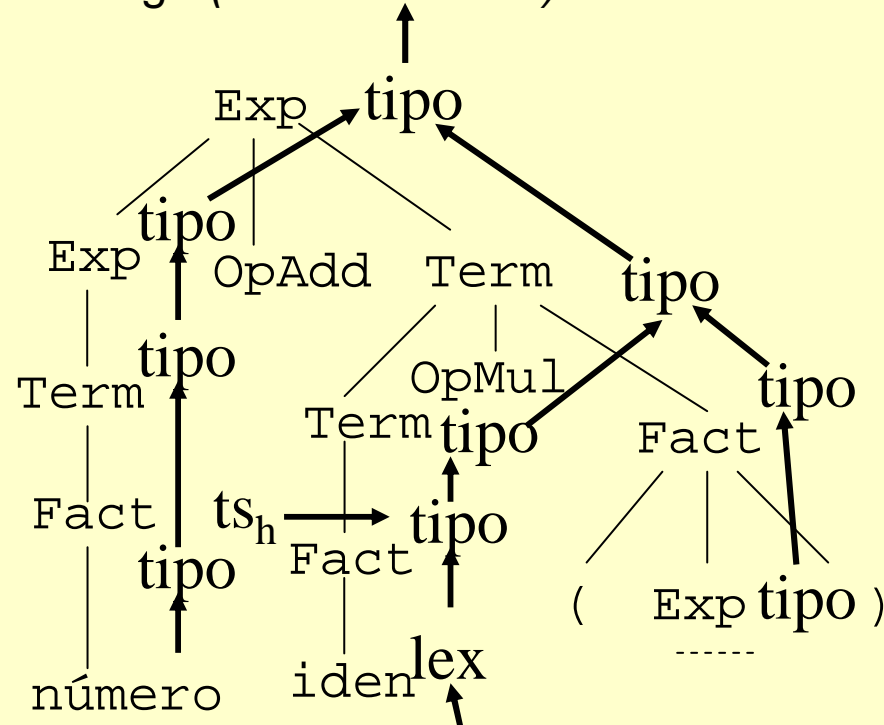 Exp tipo
tipo
Exp OpAdd Term tipo
tipo OpMul tipo
Term Term tipo Fact
Fact ts_h tipo
Fact
tipo ( Exp tipo )
------
número iden lex